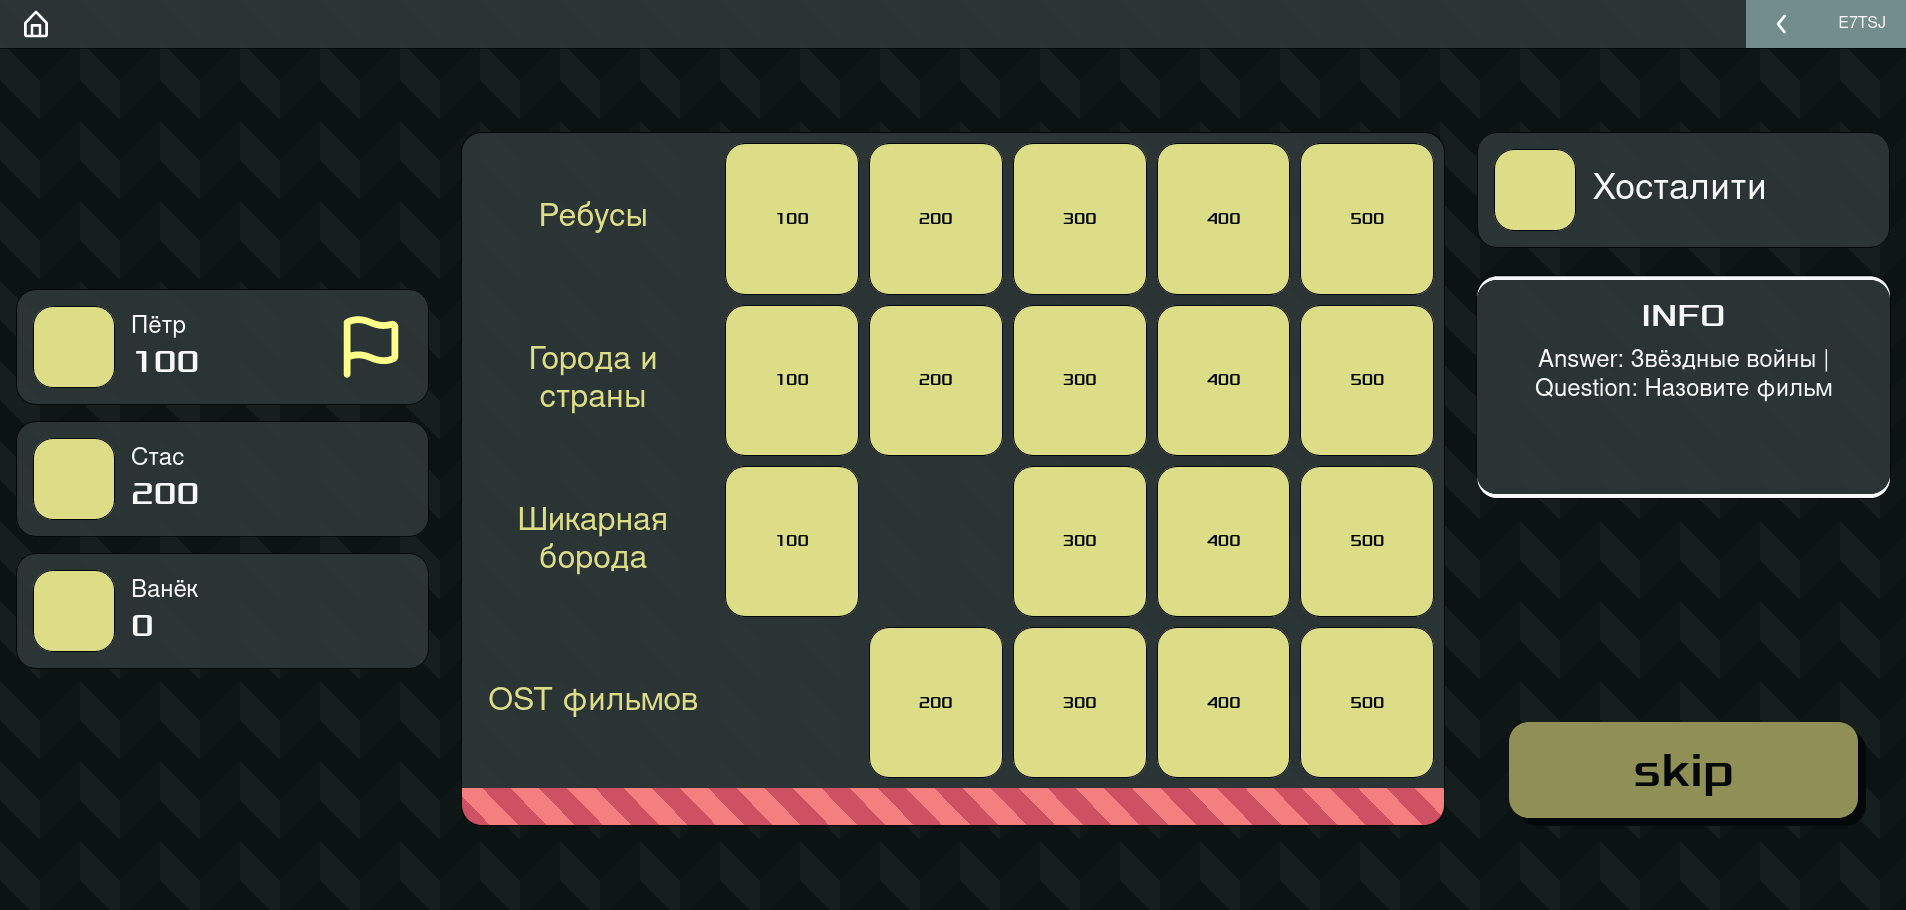 E7TSJ
Пётр
100
Стас
200
Ванёк
0
Ребусы
100 200 300 400 500
Города и
страны
100 200 300 400 500
Шикарная
борода
100 300 400 500
OST фильмов
200 300 400 500
Хосталити
INFO
Answer: Звёздные войны |
Question: Назовите фильм
skip